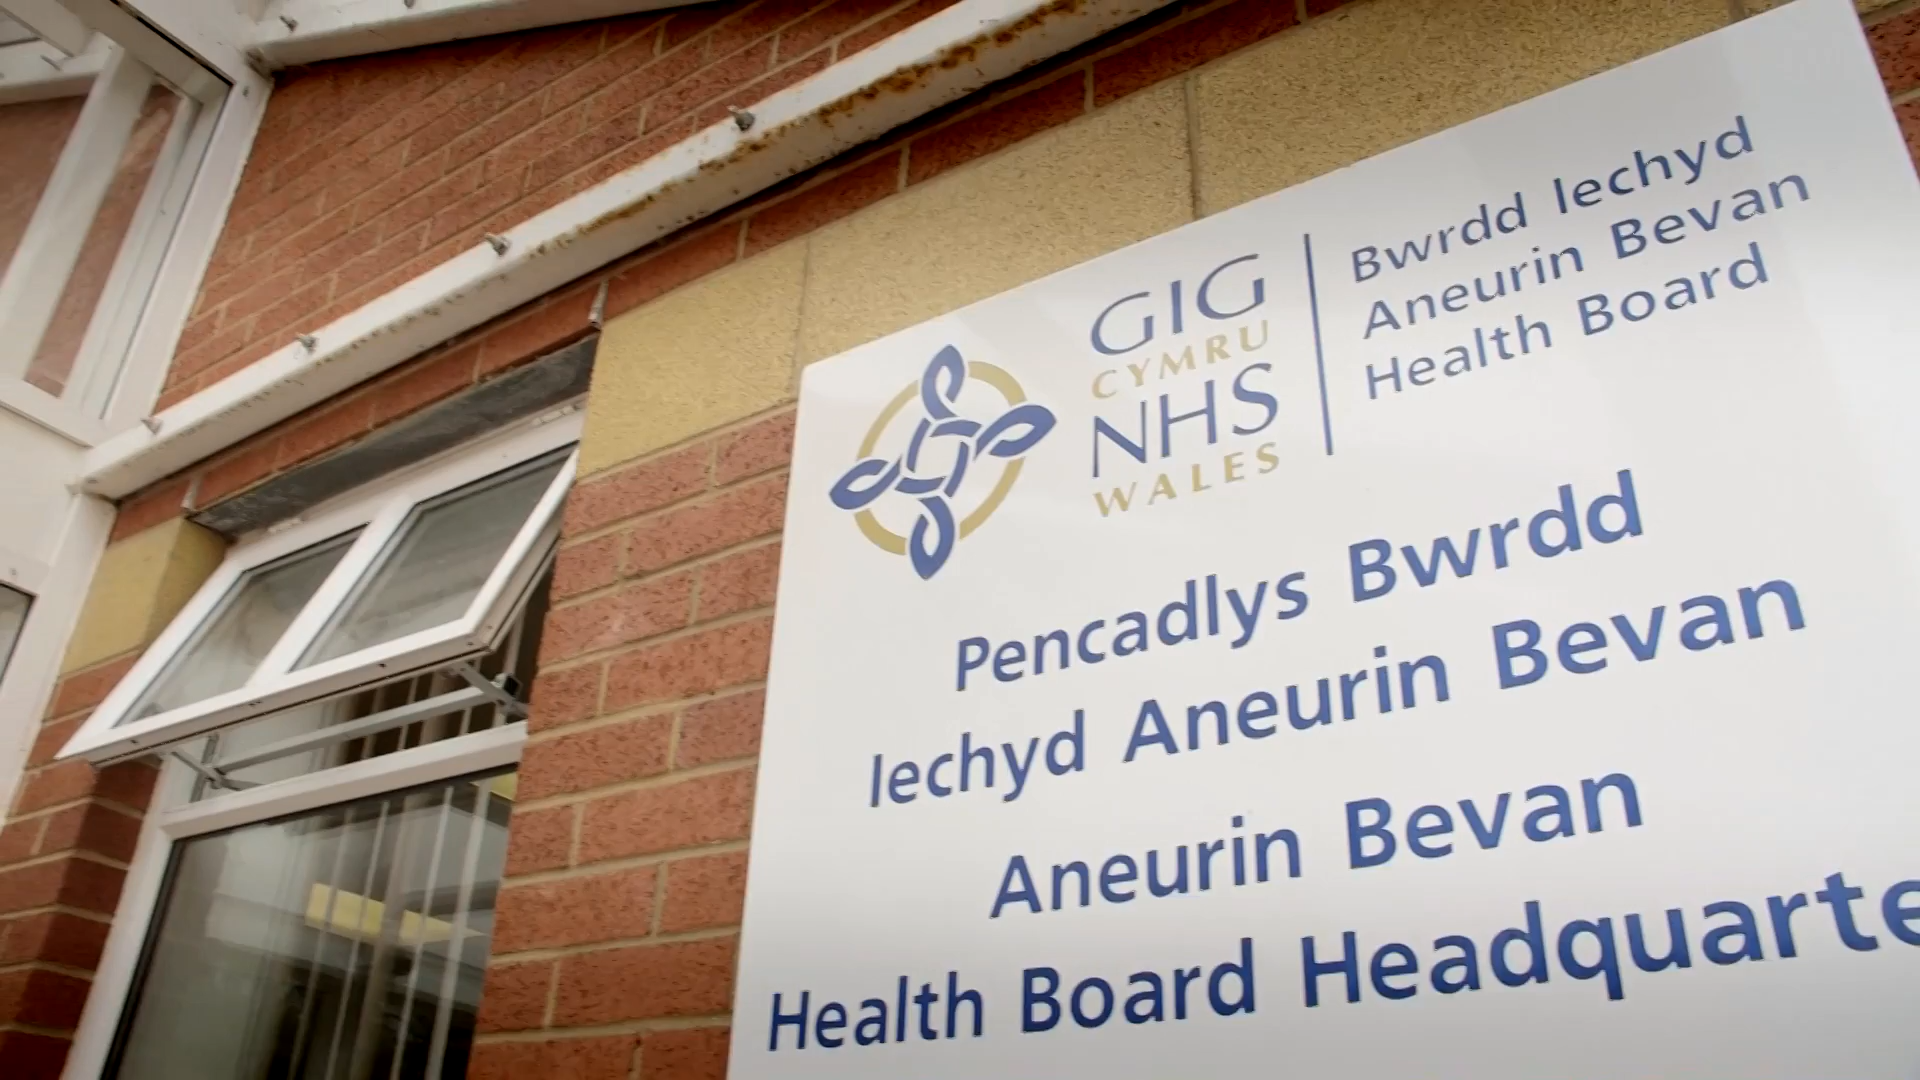 GIG
CYMRU
NHS
WALES
Bwrdd Iechyd
Aneurin Bevan
Health Board
Pencadlys Bwrdd
Iechyd Aneurin Bevan
Aneurin Bevan
Health Board Headquarte